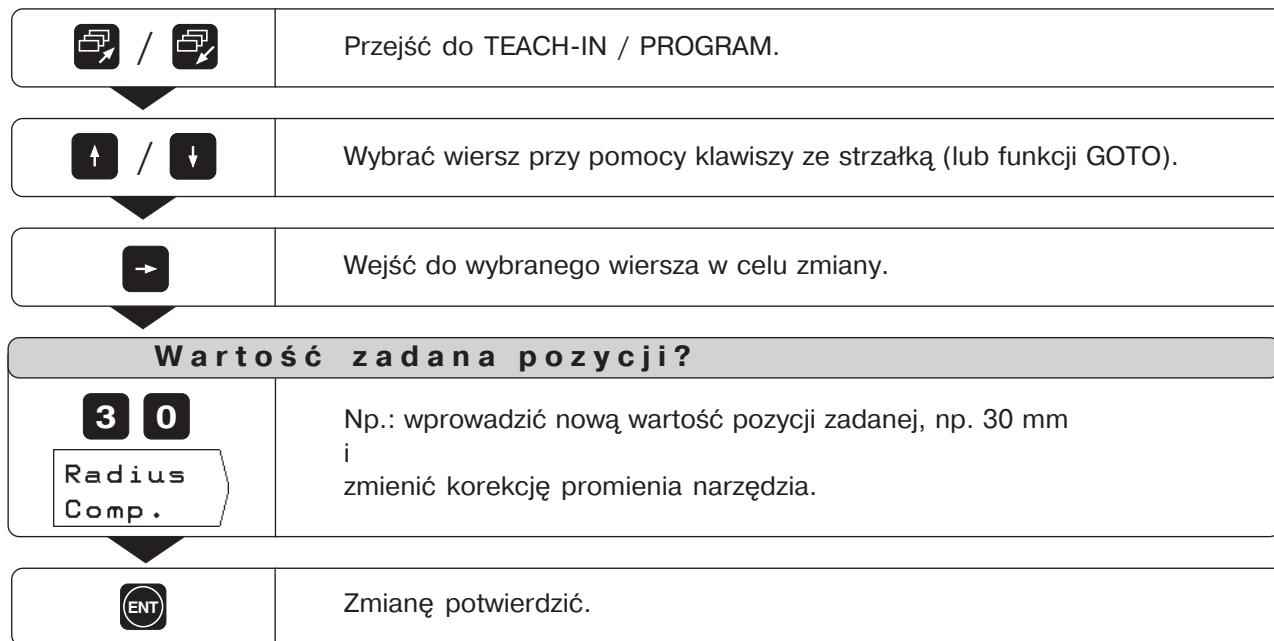 /
Przejść do TEACH-IN / PROGRAM.
/
Wybrać wiersz przy pomocy klawiszy ze strzałką (lub funkcji GOTO).
Wejść do wybranego wiersza w celu zmiany.
Wartość zadana pozycji?
3 0
Np.: wprowadzić nową wartość pozycji zadanej, np. 30 mm
i
zmienić korekcję promienia narzędzia.
Radius
Comp.
ENT
Zmianę potwierdzić.